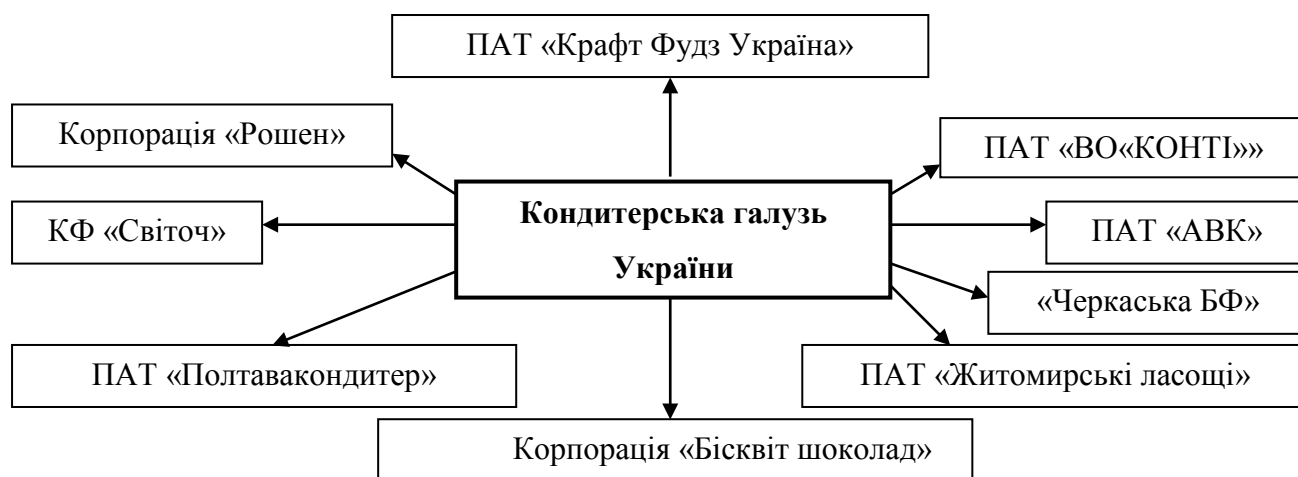 ПАТ «Крафт Фудз Україна»
Корпорація «Рошен»
ПАТ «ВО«КОНТІ»»
Кондитерська галузь
України
КФ «Світоч»
ПАТ «АВК»
«Черкаська БФ»
ПАТ «Полтавакондитер»
ПАТ «Житомирські ласощі»
Корпорація «Бісквіт шоколад»